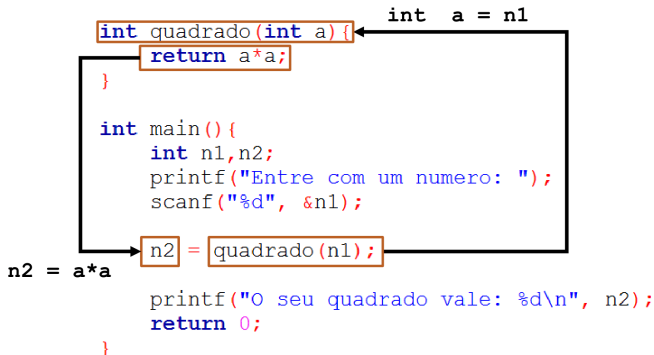 int a = n1
int quadrado(int a){
return a*a;
}
int main(){
int n1,n2;
printf("Entre com um numero: ");
scanf("%d", &n1);
n2 = quadrado(n1);
n2 = a*a
printf("O seu quadrado vale: %d\n", n2);
return 0;
}